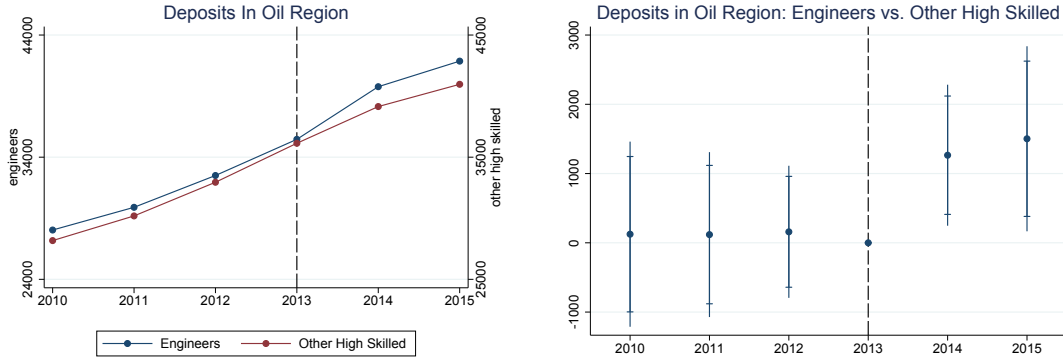 Deposits In Oil Region
44000
34000
24000
engineers
45000
35000
25000
other high skilled
2010 2011 2012 2013 2014 2015
Engineers Other High Skilled
Deposits in Oil Region: Engineers vs. Other High Skilled
3000
2000
1000
0
-1000
2010 2011 2012 2013 2014 2015